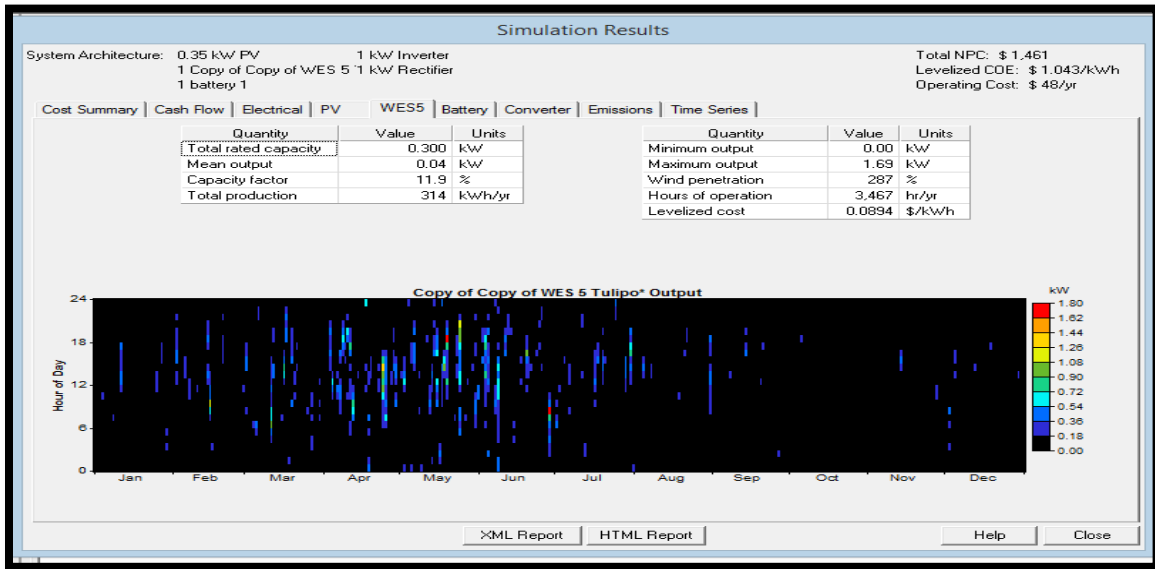 Simulation Results
System Architecture: 0.35 kW PV 1 kW Inverter Total NPC: $ 1,461
1 Copy of Copy of WES 5 '1 kW Rectifier Levelized COE: $ 1.043/kWh
1 battery 1 Operating Cost: $ 48/yr
Cost Summary Cash Flow Electrical PV WES5 Battery Converter Emissions Time Series
Quantity Value Units Quantity Value Units
Total rated capacity 0.300 kW Minimum output 0.00 kW
Mean output 0.04 kW Maximum output 1.69 kW
Capacity factor 11.9 % Wind penetration 287 %
Total production 314 kWh/yr Hours of operation 3,467 hr/yr
Levelized cost 0.0894 $/kWh
Copy of Copy of WES 5 Tulipo* Output
kW
24
18
12
6
0
Hour of Day
1.80
1.62
1.44
1.26
1.08
0.90
0.72
0.54
0.36
0.18
0.00
Jan Feb Mar Apr May Jun Jul Aug Sep Oct Nov Dec
XML Report HTML Report Help Close